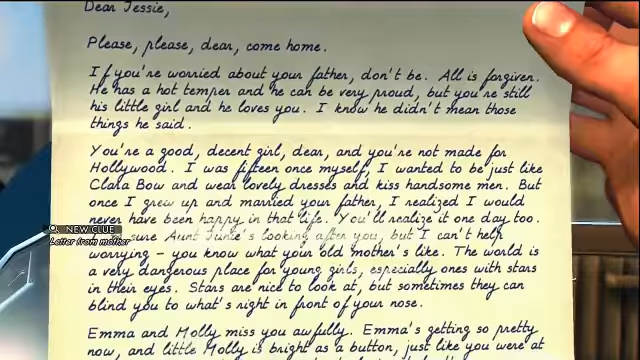 Dear Jessie,
Please, please, dear, come home.
If you're worried about your father, don't be. All is forgiven.
He has a hot temper and he can be very proud, but you're still
his little girl and he loves you. I know he didn't mean those
things he said.
You're a good, decent girl, dear, and you're not made for
Hollywood. I was fifteen once myself, I wanted to be just like
Clara Bow and wear lovely dresses and kiss handsome men. But
once I grew up and married your father, I realized I would
never have been happy in that life. You'll realize it one day too.
NEW CLUE
Letter from mother
sure Aunt Junie's looking after you, but I can't help
worrying – you know what your old mother's like. The world is
a very dangerous place for young girls, especially ones with stars
in their eyes. Stars are nice to look at, but sometimes they can
blind you to what's right in front of your nose.
Emma and Molly miss you awfully. Emma's getting so pretty
now, and little Molly is bright as a button, just like you were at